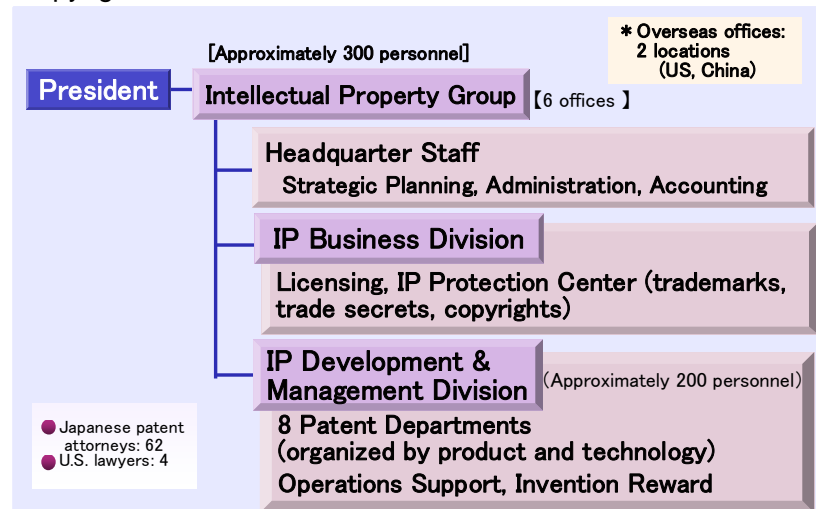 * Overseas offices:
2 locations
(US, China)
[Approximately 300 personnel]
President
Intellectual Property Group
【6 offices 】
Headquarter Staff
Strategic Planning, Administration, Accounting
IP Business Division
Licensing, IP Protection Center (trademarks,
trade secrets, copyrights)
IP Development &
Management Division
(Approximately 200 personnel)
8 Patent Departments
(organized by product and technology)
Operations Support, Invention Reward
Japanese patent
attorneys: 62
U.S. lawyers: 4